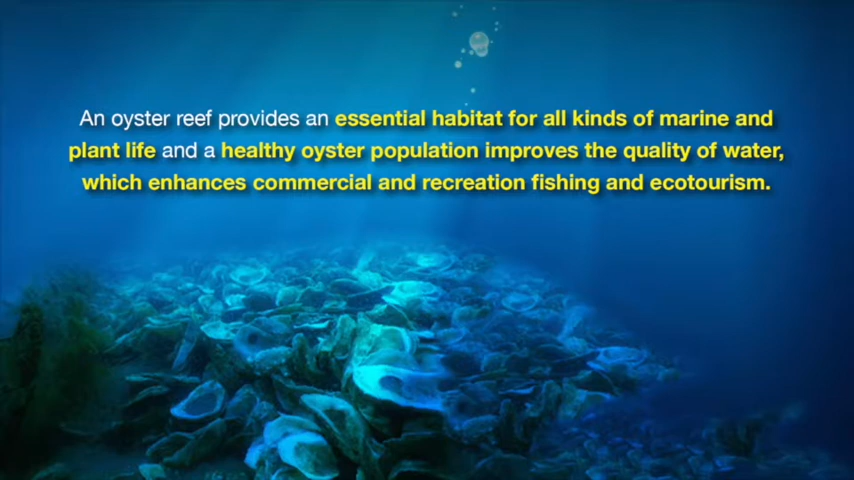 An oyster reef provides an essential habitat for all kinds of marine and
plant life and a healthy oyster population improves the quality of water,
which enhances commercial and recreation fishing and ecotourism.